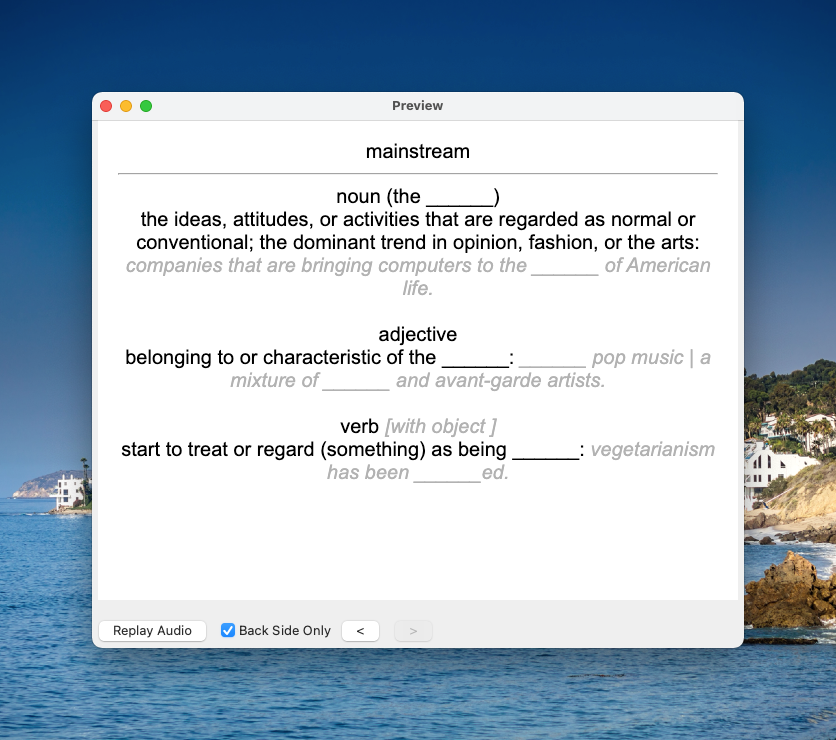 Preview
mainstream
noun (the ______)
the ideas, attitudes, or activities that are regarded as normal or
conventional; the dominant trend in opinion, fashion, or the arts:
companies that are bringing computers to the ______ of American
life.
adjective
belonging to or characteristic of the ______: ______ pop music | a
mixture of ______ and avant-garde artists.
verb [with object ]
start to treat or regard (something) as being ______: vegetarianism
has been ______ed.
Replay Audio
Back Side Only
<
>